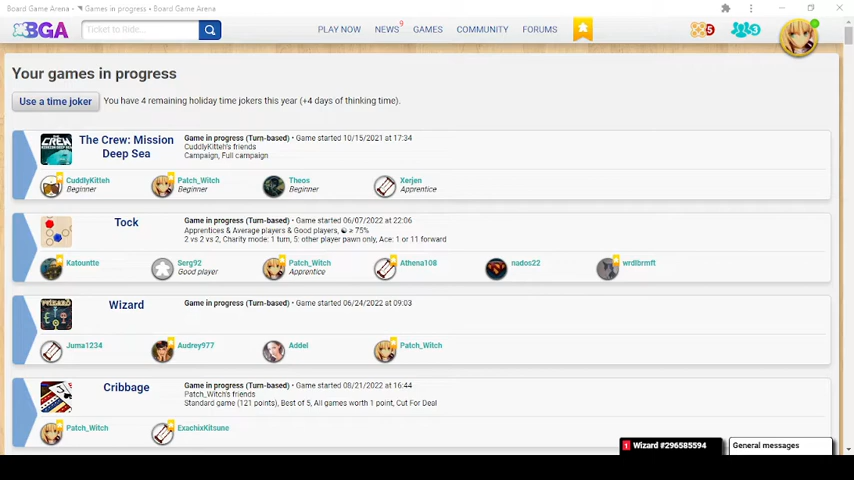 Board Game Arena • ◥ Games in progress • Board Game Arena
BGA
Ticket to Ride...
PLAY NOW
NEWS 9
GAMES
COMMUNITY
FORUMS
5
3
Your games in progress
Use a time joker
You have 4 remaining holiday time jokers this year (+4 days of thinking time).
THE CREW
The Crew: Mission
Deep Sea
Game in progress (Turn-based) • Game started 10/15/2021 at 17:34
CuddlyKitteh's friends
Campaign, Full campaign
CuddlyKitteh
Beginner
Patch_Witch
Beginner
Theos
Beginner
Xerjen
Apprentice
Tock
Game in progress (Turn-based) • Game started 06/07/2022 at 22:06
Apprentices & Average players & Good players, ☯ ≥ 75%
2 vs 2 vs 2, Charity mode: 1 turn, 5: other player pawn only, Ace: 1 or 11 forward
Katountte
Serg92
Good player
Patch_Witch
Apprentice
Athena108
nados22
wrdlbrmft
WIZARD
Wizard
Game in progress (Turn-based) • Game started 06/24/2022 at 09:03
Juma1234
Audrey977
Addel
Patch_Witch
Cribbage
Game in progress (Turn-based) • Game started 08/21/2022 at 16:44
Patch_Witch's friends
Standard game (121 points), Best of 5, All games worth 1 point, Cut For Deal
Patch_Witch
ExachixKitsune
1 Wizard #296585594
General messages